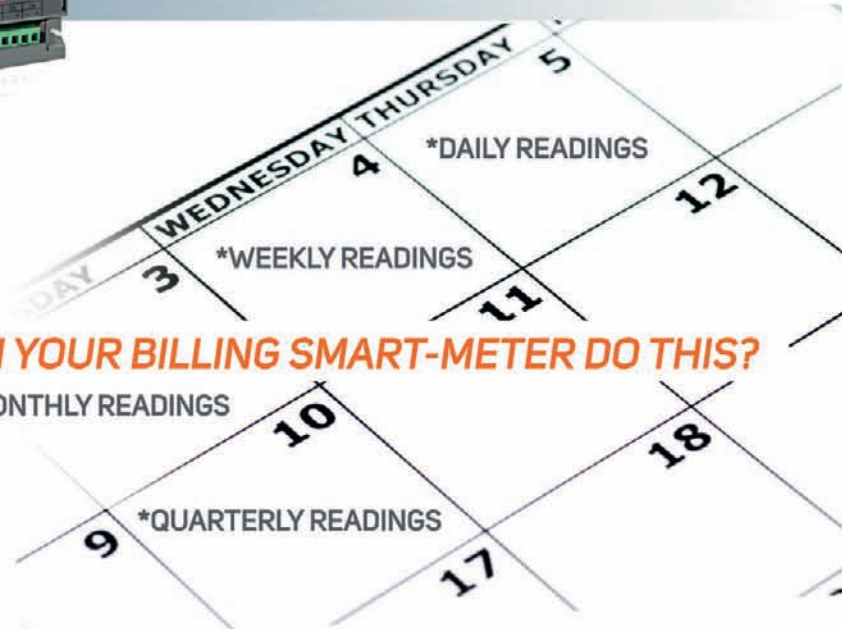 THURSDAY
5
WEDNESDAY
4
*DAILY READINGS
12
DAY
3
*WEEKLY READINGS
11
YOUR BILLING SMART-METER DO THIS?
READINGS
10
18
9
*QUARTERLY READINGS
17